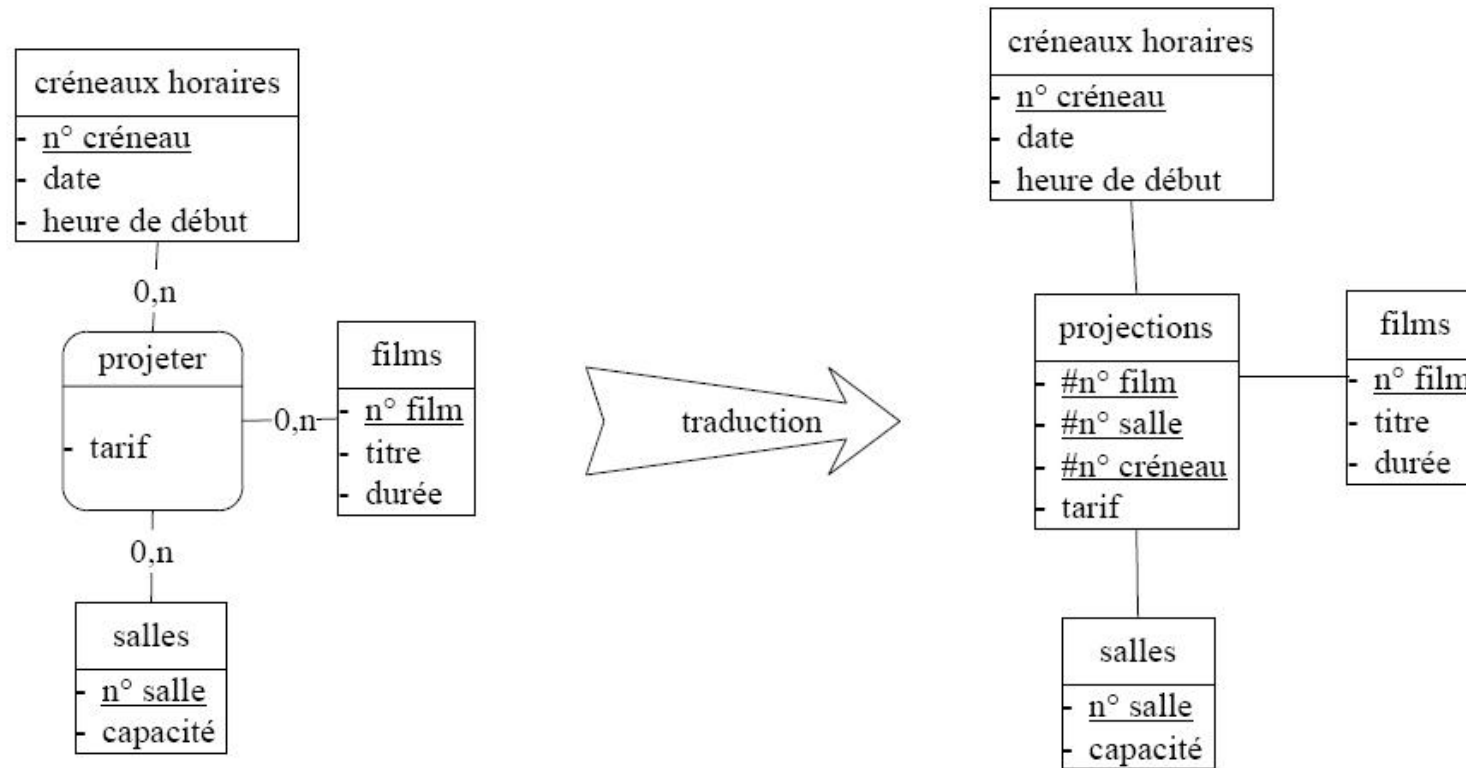 créneaux horaires
- n° créneau
- date
- heure de début
0,n
projeter
- tarif
0,n
films
- n° film
- titre
- durée
0,n
salles
- n° salle
- capacité
traduction
créneaux horaires
- n° créneau
- date
- heure de début
projections
- #n° film
- #n° salle
- #n° créneau
- tarif
films
- n° film
- titre
- durée
salles
- n° salle
- capacité